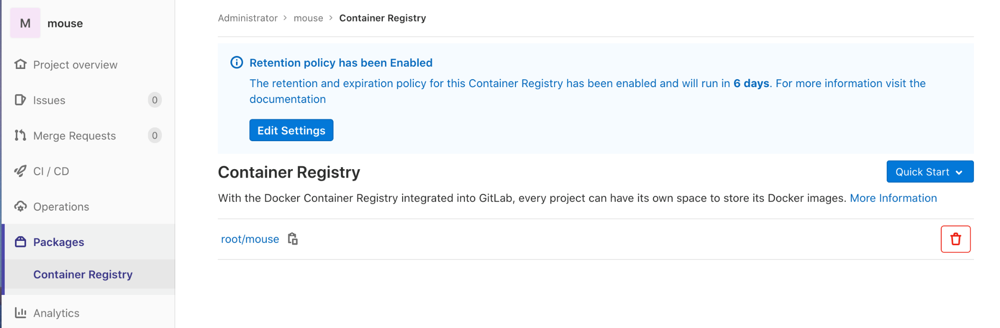 M mouse
Project overview
Issues 0
Merge Requests 0
CI / CD
Operations
Packages
Container Registry
Analytics
Administrator > mouse > Container Registry
Retention policy has been Enabled
The retention and expiration policy for this Container Registry has been enabled and will run in 6 days. For more information visit the
documentation
Edit Settings
Container Registry
Quick Start
With the Docker Container Registry integrated into GitLab, every project can have its own space to store its Docker images. More Information
root/mouse